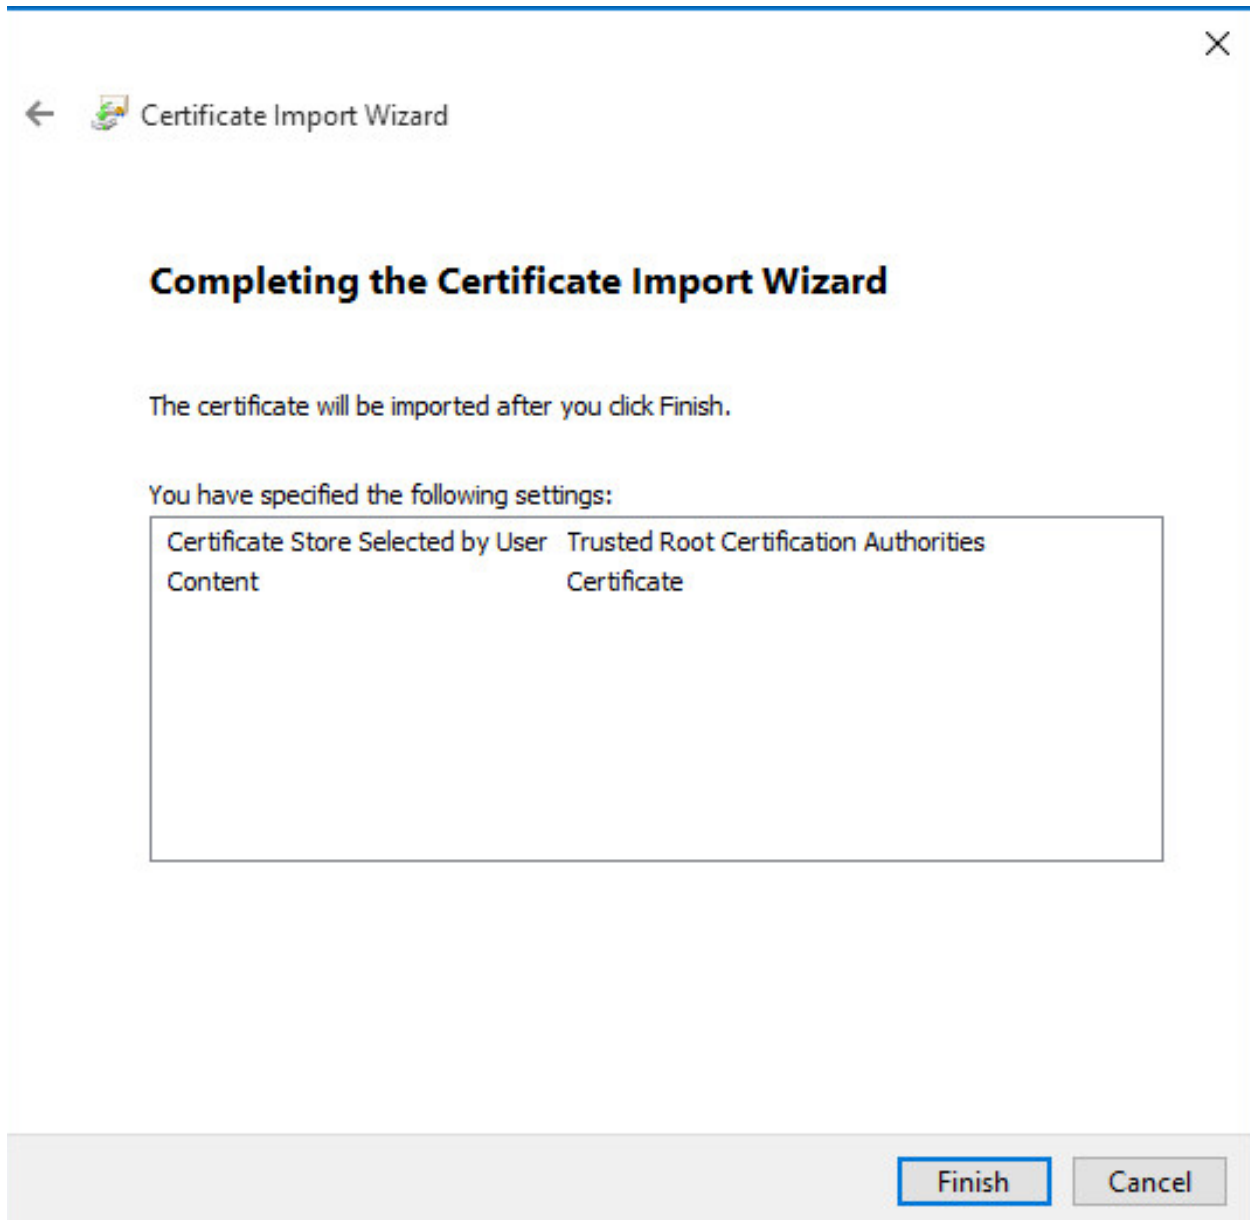 Certificate Import Wizard
Completing the Certificate Import Wizard
The certificate will be imported after you click Finish.
You have specified the following settings:
Certificate Store Selected by User Trusted Root Certification Authorities
Content Certificate
Finish Cancel